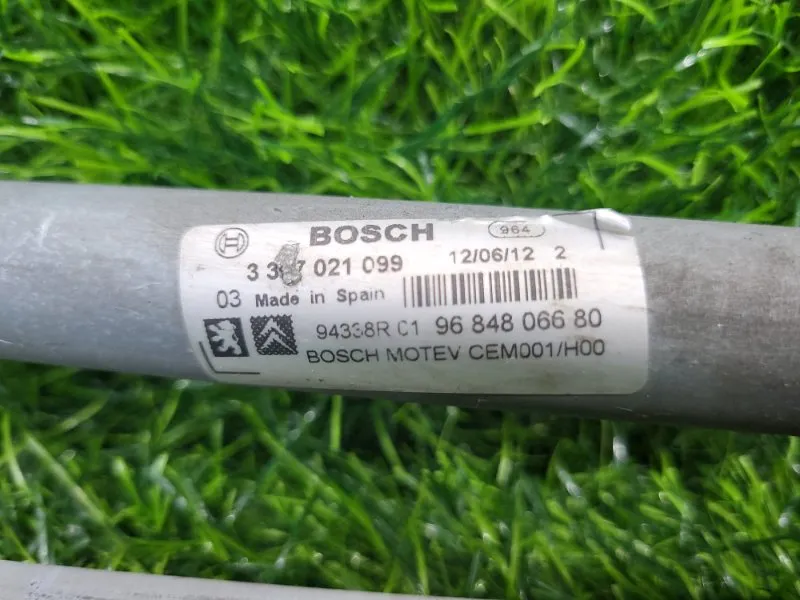 BOSCH 964
021 099 12/06/12 2
03 Made in Spain
94338R C1 96 848 066 80
BOSCH MOTEV CEM001/H00